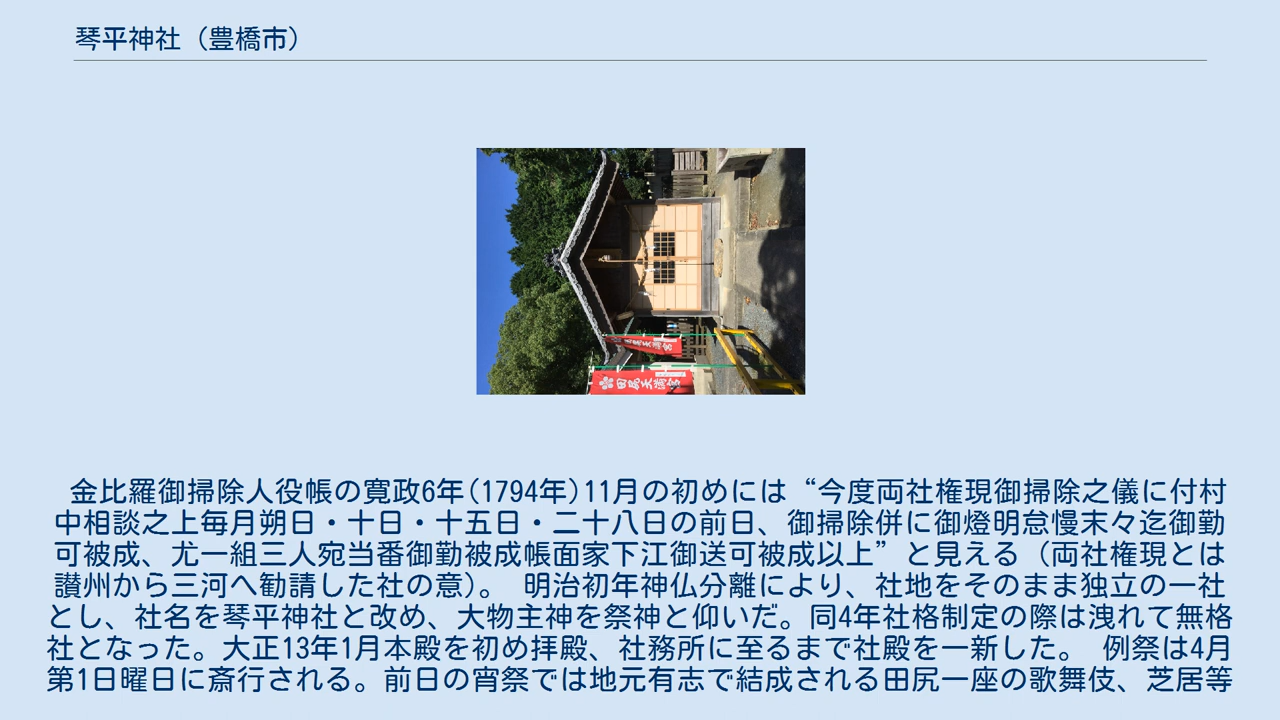 琴平神社（豊橋市）
田尻天満宮
金比羅御掃除人役帳の寛政6年(1794年)11月の初めには“今度両社権現御掃除之儀に付村
中相談之上毎月朔日・十日・十五日・二十八日の前日、御掃除併に御燈明怠慢末々迄御勤
可被成、尤一組三人宛当番御勤被成帳面家下江御送可被成以上”と見える（両社権現とは
讃州から三河へ勧請した社の意）。 明治初年神仏分離により、社地をそのまま独立の一社
とし、社名を琴平神社と改め、大物主神を祭神と仰いだ。同4年社格制定の際は洩れて無格
社となった。大正13年1月本殿を初め拝殿、社務所に至るまで社殿を一新した。 例祭は4月
第1日曜日に斎行される。前日の宵祭では地元有志で結成される田尻一座の歌舞伎、芝居等